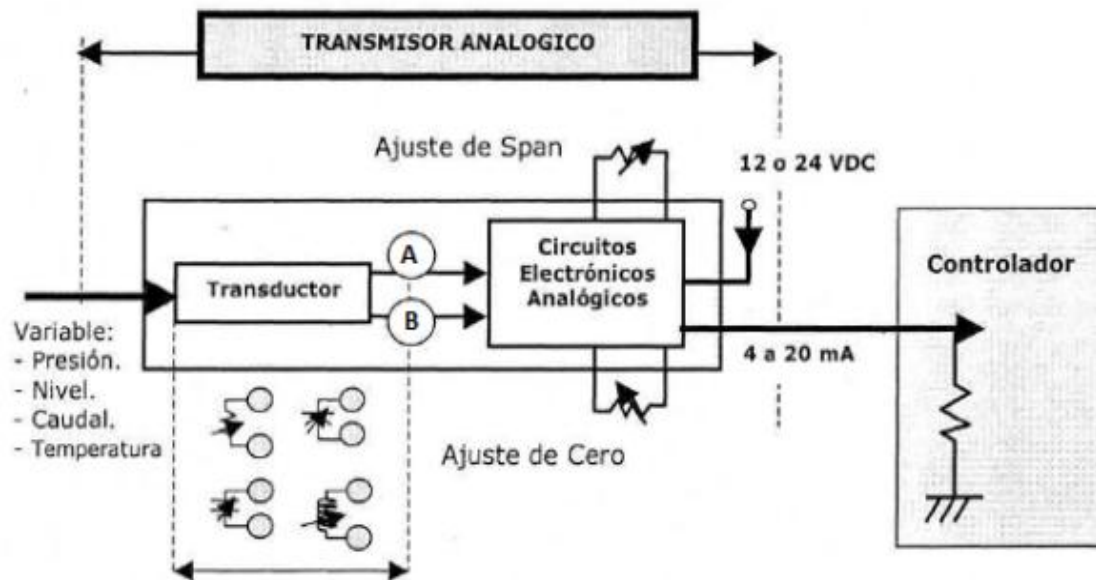 TRANSMISOR ANALOGICO
Ajuste de Span
12 o 24 VDC
Circuitos
Electrónicos
Analógicos
Controlador
A
Transductor
B
4 a 20 mA
Variable:
- Presión.
- Nivel.
- Caudal.
- Temperatura
Ajuste de Cero